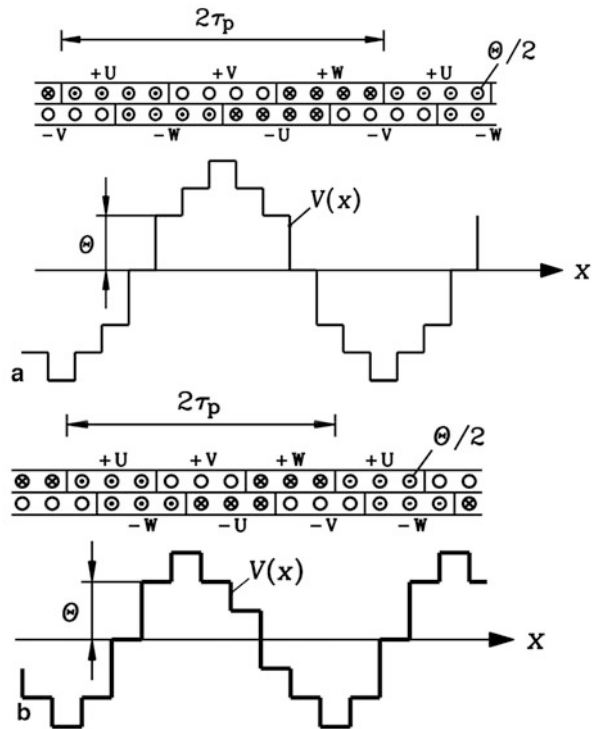 2τp
+U +V +W +U Θ/2
-V -W -U -V -W
V(x)
Θ
x
a
2τp
+U +V +W +U Θ/2
-W -U -V -W
V(x)
Θ
x
b